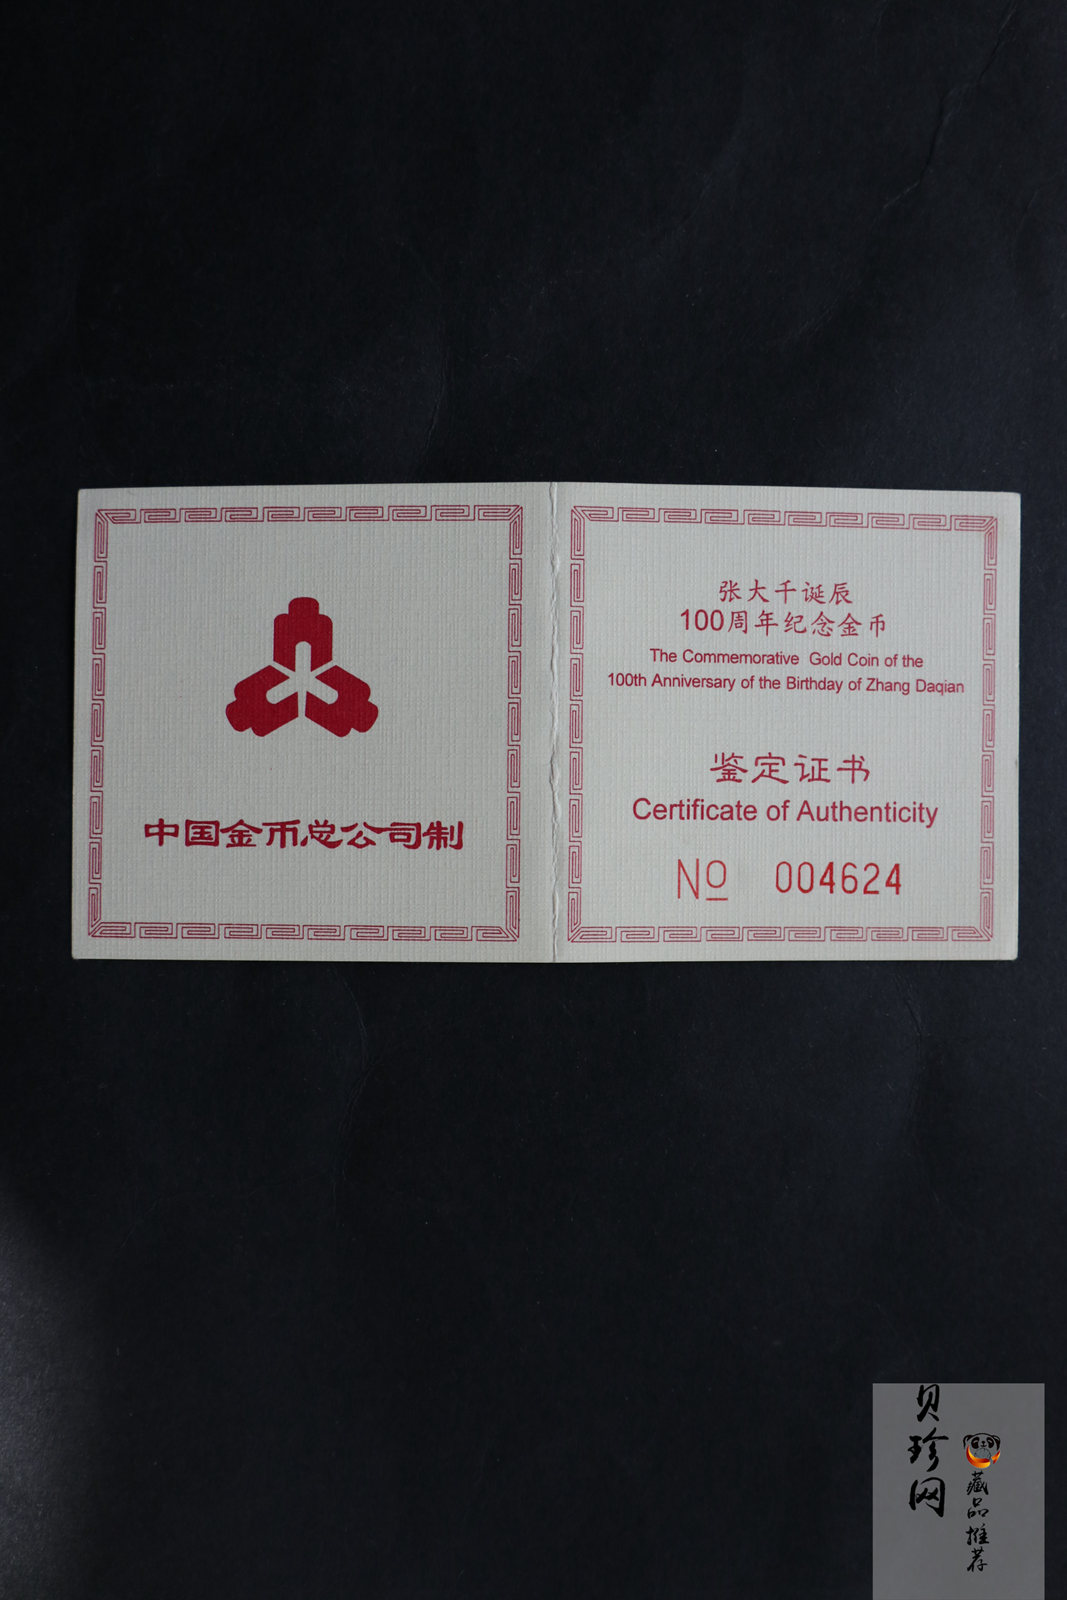 中国金币总公司制
张大千诞辰
100周年纪念金币
The Commemorative Gold Coin of the
100th Anniversary of the Birthday of Zhang Daqian
鉴定证书
Certificate of Authenticity
No 004624
贝珍网
藏品推荐